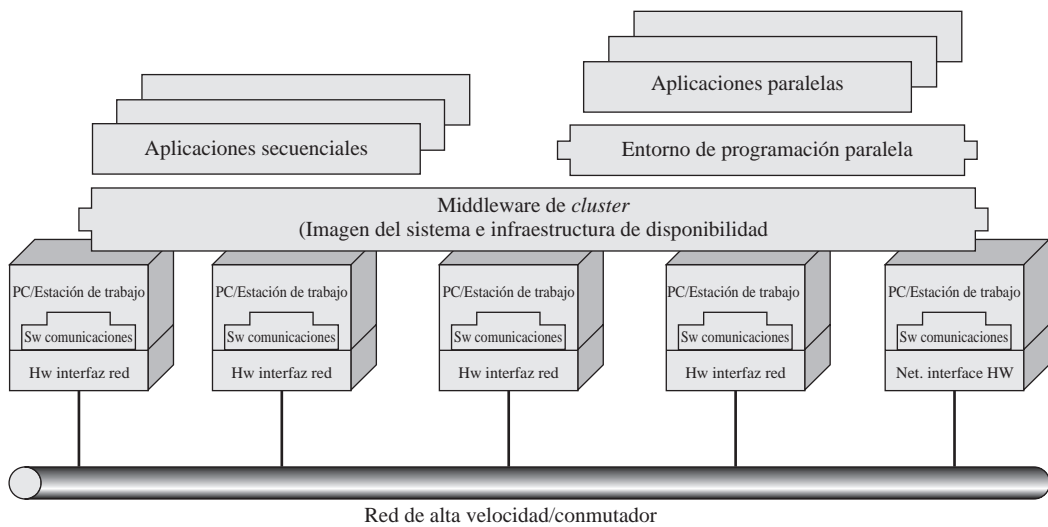 Aplicaciones paralelas
Aplicaciones secuenciales
Entorno de programación paralela
Middleware de cluster
(Imagen del sistema e infraestructura de disponibilidad
PC/Estación de trabajo
PC/Estación de trabajo
PC/Estación de trabajo
PC/Estación de trabajo
PC/Estación de trabajo
Sw comunicaciones
Sw comunicaciones
Sw comunicaciones
Sw comunicaciones
Sw comunicaciones
Hw interfaz red
Hw interfaz red
Hw interfaz red
Hw interfaz red
Net. interface HW
Red de alta velocidad/conmutador